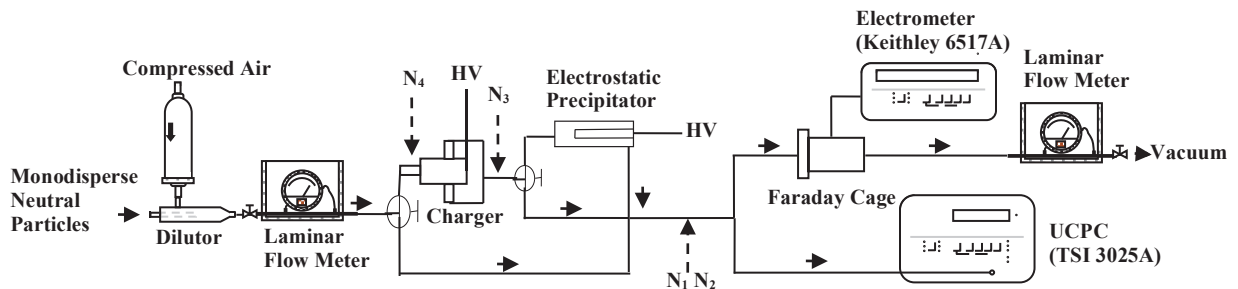 Electrometer
(Keithley 6517A)
Laminar
Flow Meter
Compressed Air
HV
N4
N3
Electrostatic
Precipitator
HV
Monodisperse
Neutral
Particles
Vacuum
Dilutor
Laminar
Flow Meter
Charger
Faraday Cage
UCPC
(TSI 3025A)
N1 N2